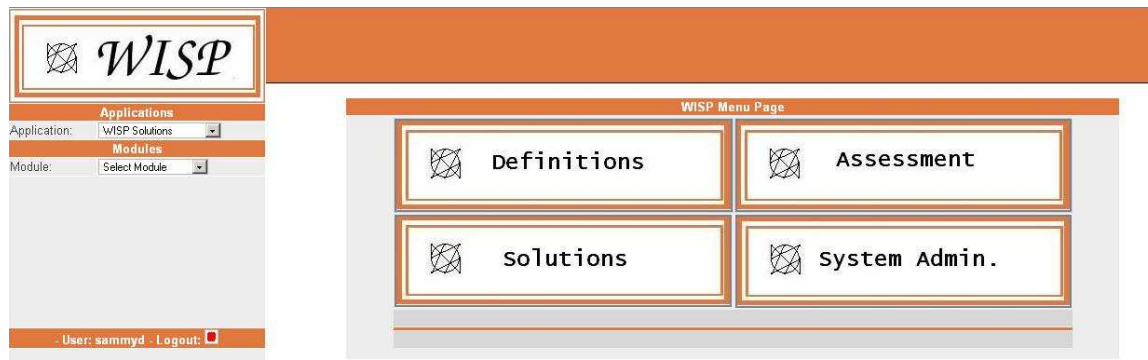 WISP
Applications
Application: WISP Solutions
Modules
Module: Select Module
- User: sammyd - Logout:
WISP Menu Page
Definitions
Assessment
Solutions
System Admin.